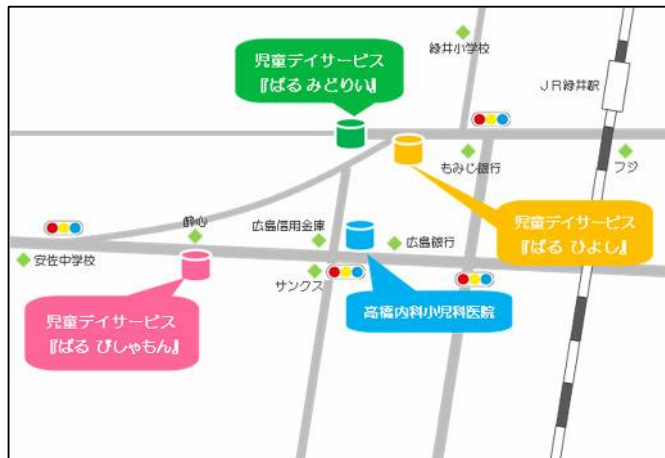 緑井小学校
児童デイサービス
『ぱる みどりい』
JR緑井駅
もみじ銀行
フジ
酔心
広島信用金庫
広島銀行
児童デイサービス
『ぱる ひよし』
安佐中学校
サンクス
高橋内科小児科医院
児童デイサービス
『ぱる びしゃもん』